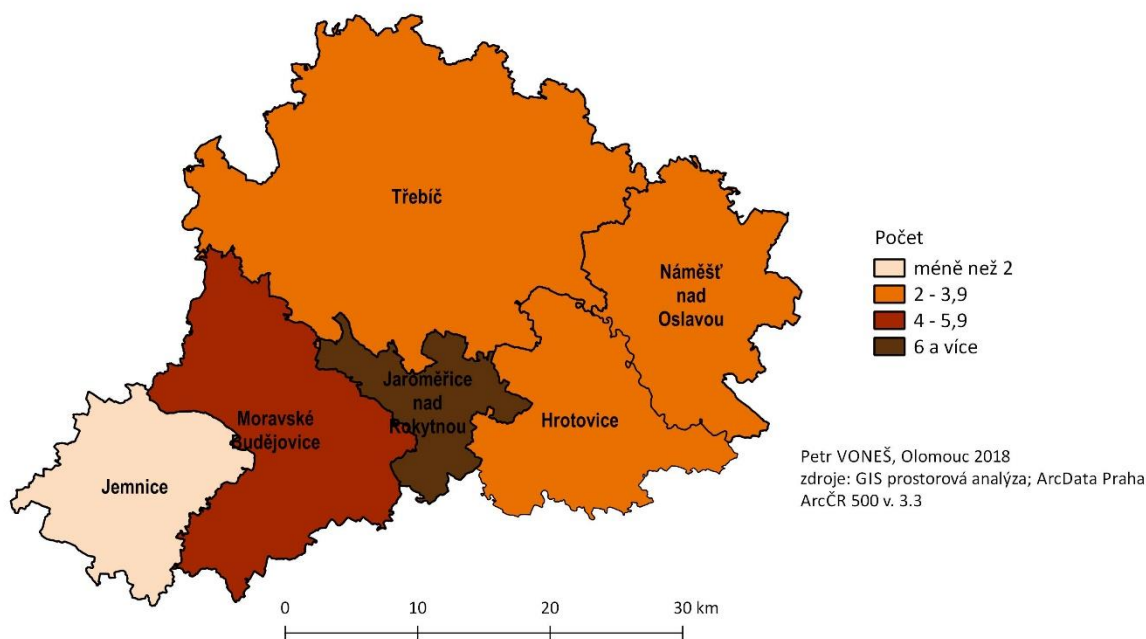 Třebíč
Náměšť
nad
Oslavou
Jaroměřice
nad
Rokytnou
Hrotovice
Moravské
Budějovice
Jemnice
Počet
méně než 2
2 - 3,9
4 - 5,9
6 a více
Petr VONEŠ, Olomouc 2018
zdroje: GIS prostorová analýza; ArcData Praha
ArcČR 500 v. 3.3
0 10 20 30 km